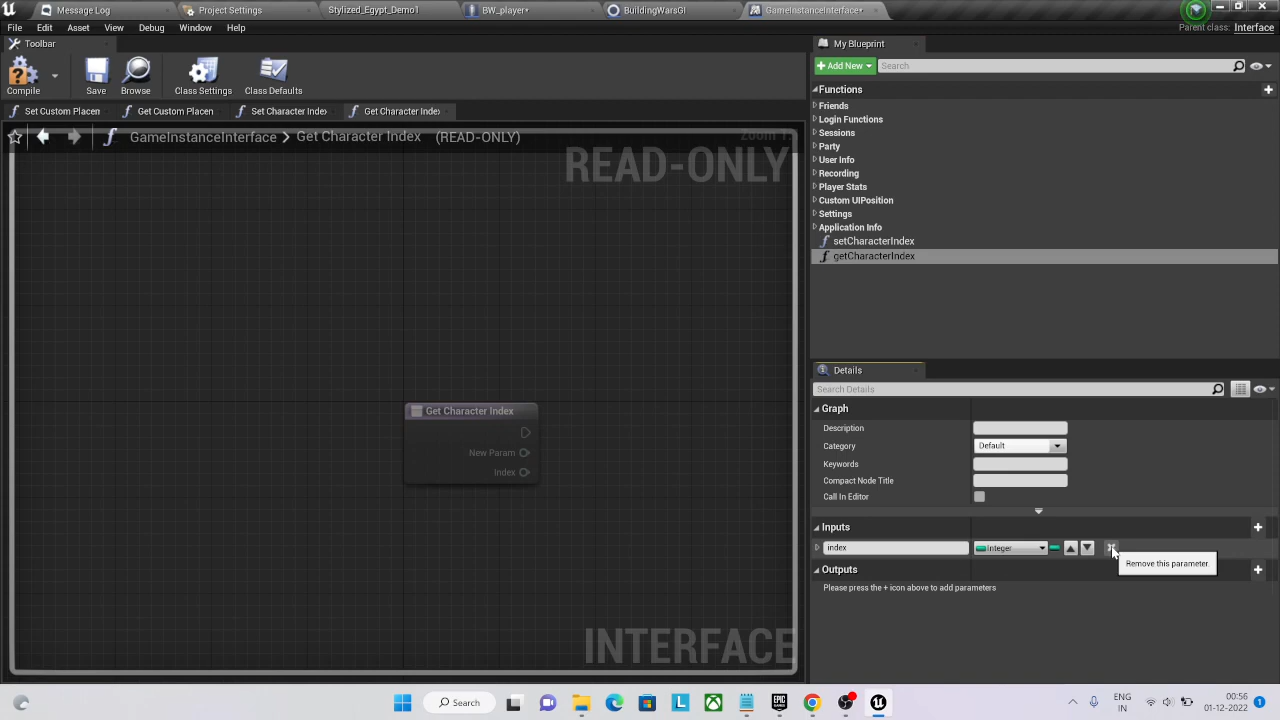 Message Log
Project Settings
Stylized_Egypt_Demo1
BW_player*
BuildingWarsGI
GameInstanceInterface*
File Edit Asset View Debug Window Help
Parent class: Interface
Toolbar
Compile
Save
Browse
Class Settings
Class Defaults
Set Custom Placen
Get Custom Placen
Set Character Inde
Get Character Inde
GameInstanceInterface > Get Character Index (READ-ONLY)
READ-ONLY
Get Character Index
New Param
Index
INTERFACE
My Blueprint
+ Add New
Search
Functions
Friends
Login Functions
Sessions
Party
User Info
Recording
Player Stats
Custom UIPosition
Settings
Application Info
setCharacterIndex
getCharacterIndex
Details
Search Details
Graph
Description
Category
Default
Keywords
Compact Node Title
Call In Editor
Inputs
index
Integer
Remove this parameter.
Outputs
Please press the + icon above to add parameters
Search
ENG
IN
00:56
01-12-2022